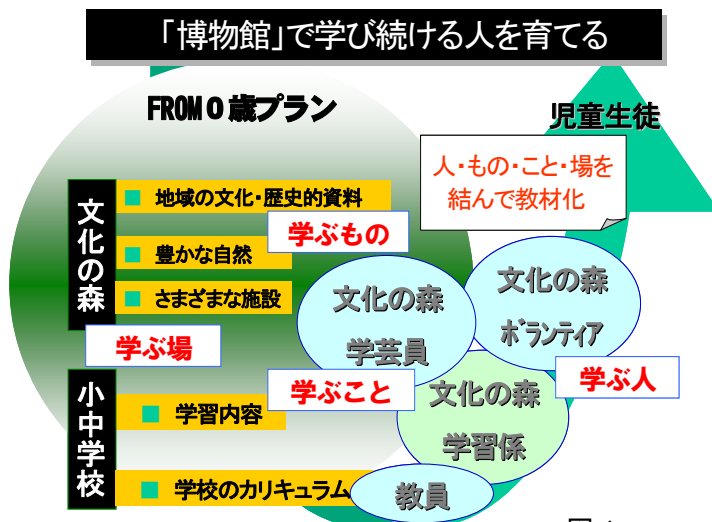 「博物館」で学び続ける人を育てる
FROM0歳プラン
児童生徒
人・もの・こと・場を
結んで教材化
文化の森
地域の文化・歴史的資料
学ぶもの
豊かな自然
さまざまな施設
文化の森
学芸員
文化の森
ボランティア
学ぶ場
学ぶこと
学ぶ人
小中学校
学習内容
文化の森
学習係
学校のカリキュラム
教員